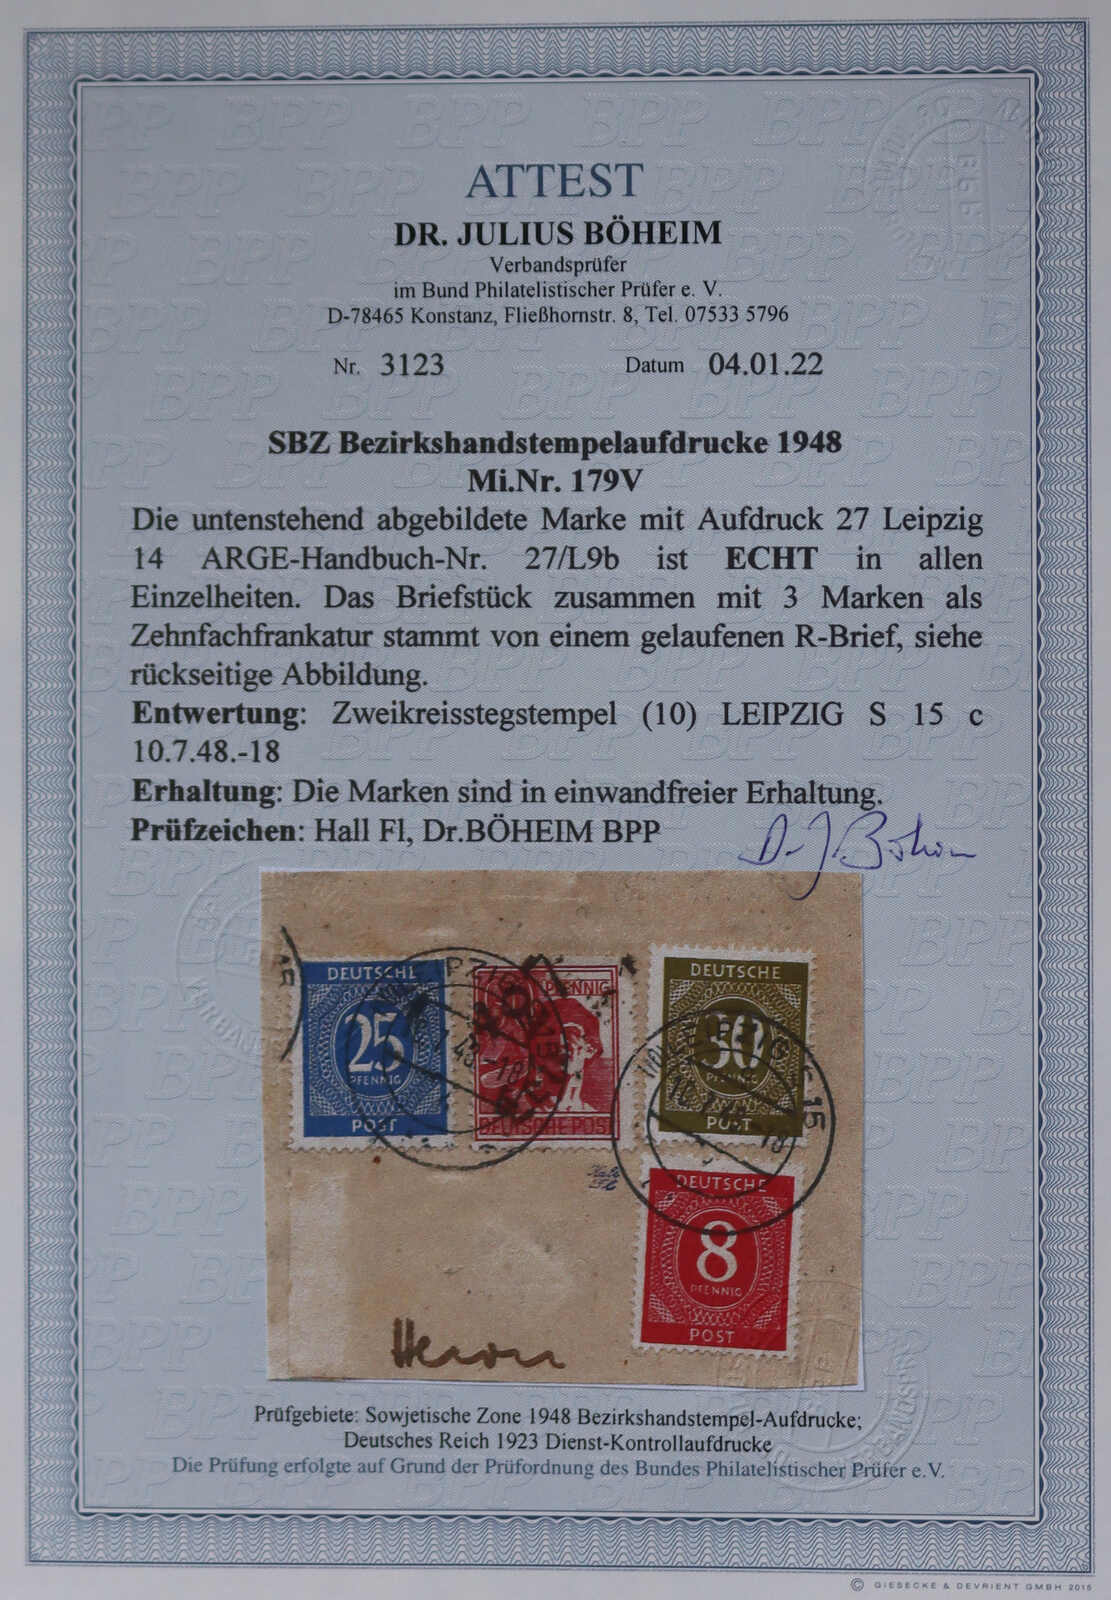 ATTEST
DR. JULIUS BÖHEIM
Verbandsprüfer
im Bund Philatelistischer Prüfer e. V.
D-78465 Konstanz, Fließhornstr. 8, Tel. 07533 5796
Nr. 3123 Datum 04.01.22
SBZ Bezirkshandstempelaufdrucke 1948
Mi.Nr. 179V
Die untenstehend abgebildete Marke mit Aufdruck 27 Leipzig
14 ARGE-Handbuch-Nr. 27/L9b ist ECHT in allen
Einzelheiten. Das Briefstück zusammen mit 3 Marken als
Zehnfachfrankatur stammt von einem gelaufenen R-Brief, siehe
rückseitige Abbildung.
Entwertung: Zweikreisstegstempel (10) LEIPZIG S 15 c
10.7.48.-18
Erhaltung: Die Marken sind in einwandfreier Erhaltung.
Prüfzeichen: Hall Fl, Dr.BÖHEIM BPP
Dr J. Böheim
DEUTSCHE
25
PFENNIG
POST
PFENNIG
DEUTSCHE POST
DEUTSCHE
30
PFENNIG
POST
DEUTSCHE
8
PFENNIG
POST
Herrn
Prüfgebiete: Sowjetische Zone 1948 Bezirkshandstempel-Aufdrucke;
Deutsches Reich 1923 Dienst-Kontrollaufdrucke
Die Prüfung erfolgte auf Grund der Prüfordnung des Bundes Philatelistischer Prüfer e.V.
© GIESECKE & DEVRIENT GMBH 2015